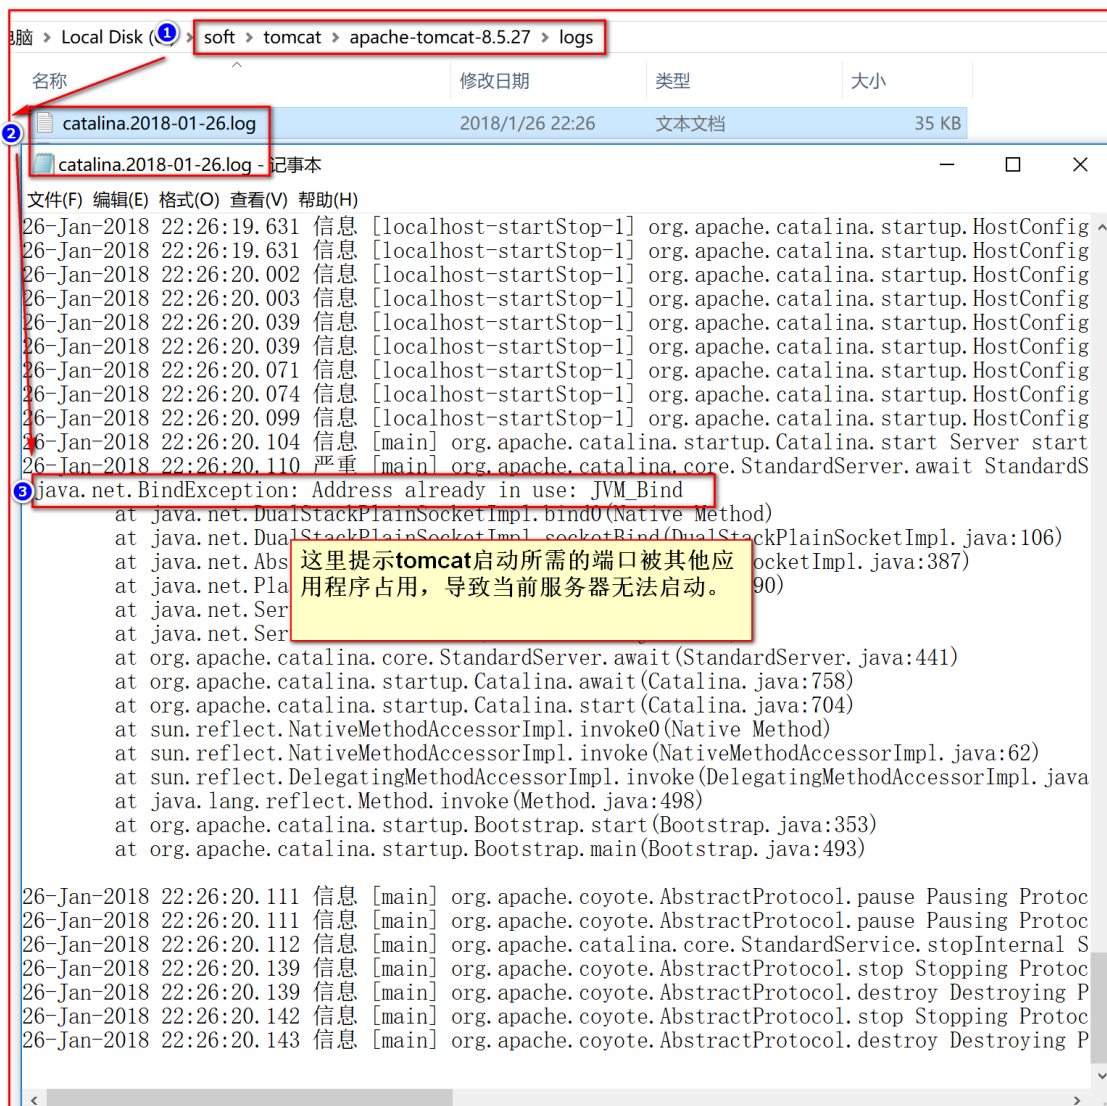 1
脑 > Local Disk ( ) > soft > tomcat > apache-tomcat-8.5.27 > logs
名称 修改日期 类型 大小
2
catalina.2018-01-26.log 2018/1/26 22:26 文本文档 35 KB
catalina.2018-01-26.log - 记事本
文件(F) 编辑(E) 格式(O) 查看(V) 帮助(H)
26-Jan-2018 22:26:19.631 信息 [localhost-startStop-1] org.apache.catalina.startup.HostConfig
26-Jan-2018 22:26:19.631 信息 [localhost-startStop-1] org.apache.catalina.startup.HostConfig
26-Jan-2018 22:26:20.002 信息 [localhost-startStop-1] org.apache.catalina.startup.HostConfig
26-Jan-2018 22:26:20.003 信息 [localhost-startStop-1] org.apache.catalina.startup.HostConfig
26-Jan-2018 22:26:20.039 信息 [localhost-startStop-1] org.apache.catalina.startup.HostConfig
26-Jan-2018 22:26:20.039 信息 [localhost-startStop-1] org.apache.catalina.startup.HostConfig
26-Jan-2018 22:26:20.071 信息 [localhost-startStop-1] org.apache.catalina.startup.HostConfig
26-Jan-2018 22:26:20.074 信息 [localhost-startStop-1] org.apache.catalina.startup.HostConfig
26-Jan-2018 22:26:20.099 信息 [localhost-startStop-1] org.apache.catalina.startup.HostConfig
26-Jan-2018 22:26:20.104 信息 [main] org.apache.catalina.startup.Catalina.start Server start
26-Jan-2018 22:26:20.110 严重 [main] org.apache.catalina.core.StandardServer.await StandardS
3
java.net.BindException: Address already in use: JVM_Bind
at java.net.DualStackPlainSocketImpl.bind0(Native Method)
at java.net.DualStackPlainSocketImpl.socketBind(DualStackPlainSocketImpl.java:106)
at java.net.Abs ocketImpl.java:387)
at java.net.Pla 90)
at java.net.Ser
at java.net.Ser
这里提示tomcat启动所需的端口被其他应
用程序占用，导致当前服务器无法启动。
at org.apache.catalina.core.StandardServer.await(StandardServer.java:441)
at org.apache.catalina.startup.Catalina.await(Catalina.java:758)
at org.apache.catalina.startup.Catalina.start(Catalina.java:704)
at sun.reflect.NativeMethodAccessorImpl.invoke0(Native Method)
at sun.reflect.NativeMethodAccessorImpl.invoke(NativeMethodAccessorImpl.java:62)
at sun.reflect.DelegatingMethodAccessorImpl.invoke(DelegatingMethodAccessorImpl.java
at java.lang.reflect.Method.invoke(Method.java:498)
at org.apache.catalina.startup.Bootstrap.start(Bootstrap.java:353)
at org.apache.catalina.startup.Bootstrap.main(Bootstrap.java:493)
26-Jan-2018 22:26:20.111 信息 [main] org.apache.coyote.AbstractProtocol.pause Pausing Protoc
26-Jan-2018 22:26:20.111 信息 [main] org.apache.coyote.AbstractProtocol.pause Pausing Protoc
26-Jan-2018 22:26:20.112 信息 [main] org.apache.catalina.core.StandardService.stopInternal S
26-Jan-2018 22:26:20.139 信息 [main] org.apache.coyote.AbstractProtocol.stop Stopping Protoc
26-Jan-2018 22:26:20.139 信息 [main] org.apache.coyote.AbstractProtocol.destroy Destroying P
26-Jan-2018 22:26:20.142 信息 [main] org.apache.coyote.AbstractProtocol.stop Stopping Protoc
26-Jan-2018 22:26:20.143 信息 [main] org.apache.coyote.AbstractProtocol.destroy Destroying P